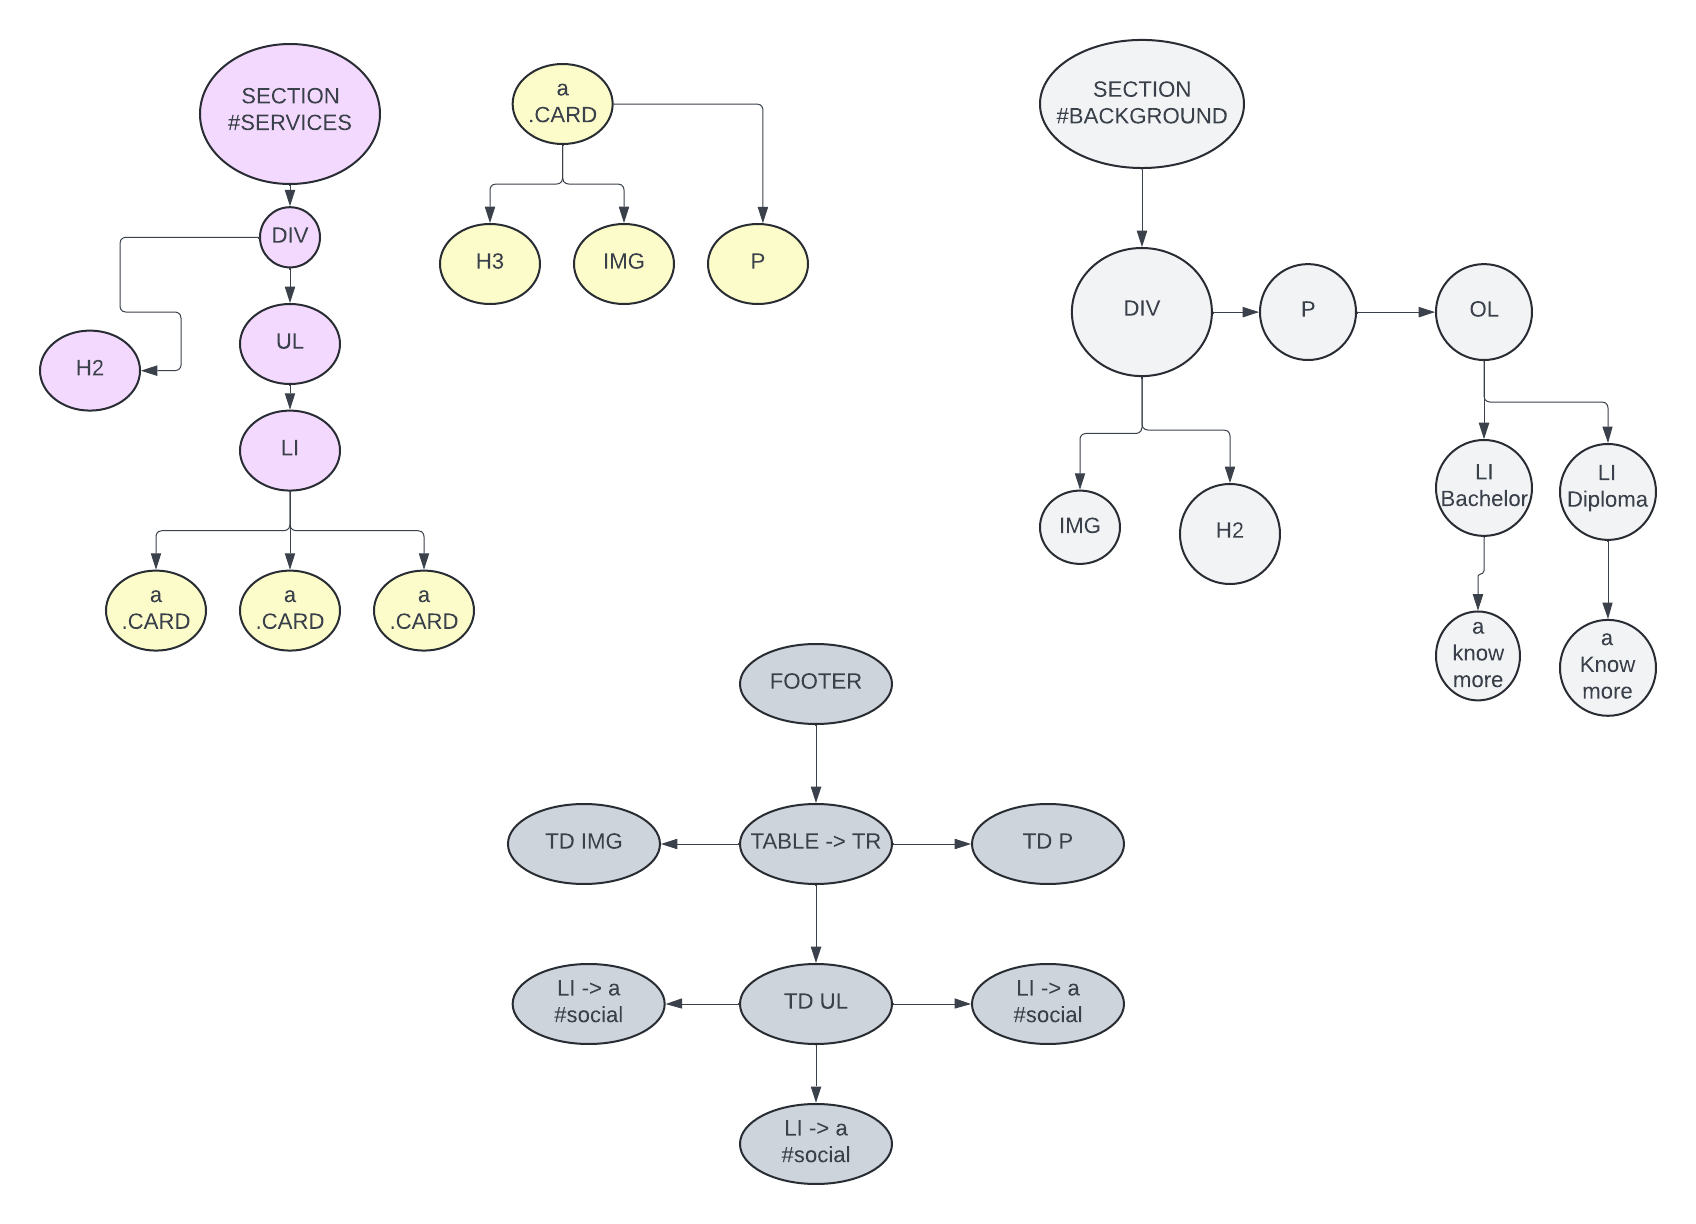 SECTION
#SERVICES
DIV
H2
UL
LI
a
.CARD
a
.CARD
a
.CARD
a
.CARD
H3
IMG
P
SECTION
#BACKGROUND
DIV
P
OL
IMG
H2
LI
Bachelor
LI
Diploma
a
know
more
a
Know
more
FOOTER
TD IMG
TABLE -> TR
TD P
LI -> a
#social
TD UL
LI -> a
#social
LI -> a
#social